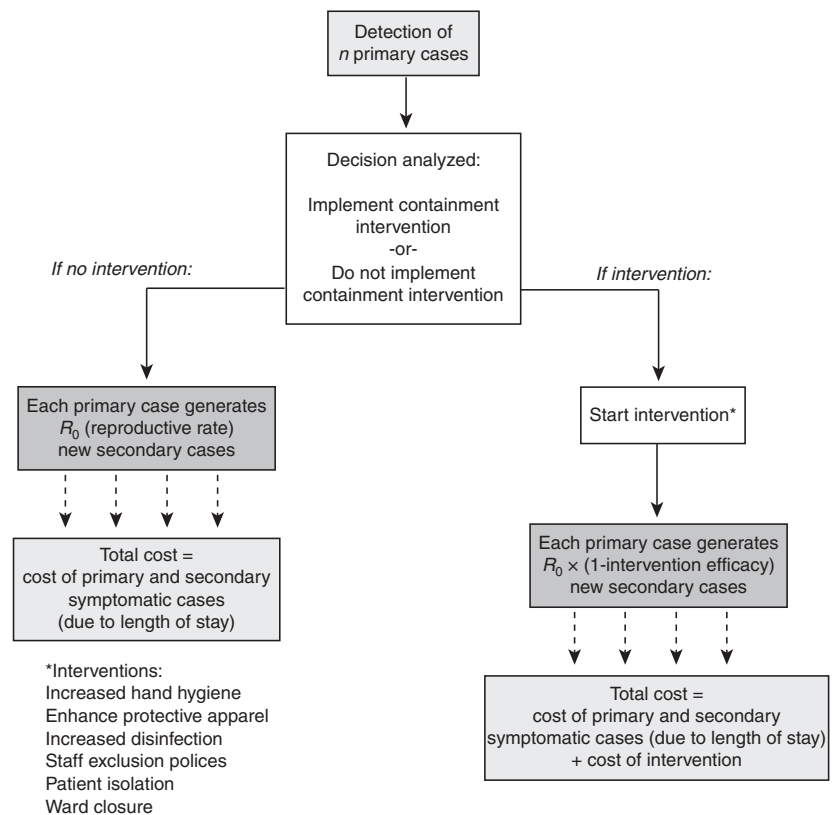 Detection of
n primary cases
Decision analyzed:
Implement containment
intervention
-or-
Do not implement
containment intervention
If no intervention:
If intervention:
Each primary case generates
R0 (reproductive rate)
new secondary cases
Start intervention*
Total cost =
cost of primary and secondary
symptomatic cases
(due to length of stay)
Each primary case generates
R0 × (1-intervention efficacy)
new secondary cases
*Interventions:
Increased hand hygiene
Enhance protective apparel
Increased disinfection
Staff exclusion polices
Patient isolation
Ward closure
Total cost =
cost of primary and secondary
symptomatic cases (due to length of stay)
+ cost of intervention